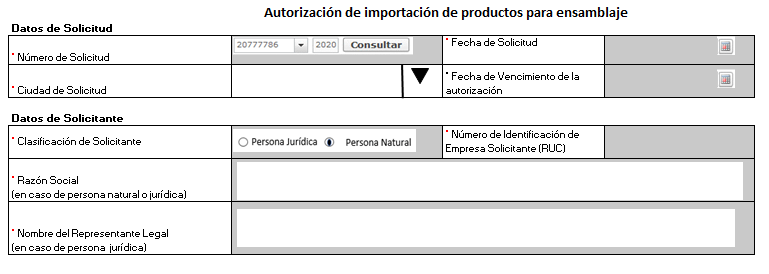 Autorización de importación de productos para ensamblaje
Datos de Solicitud
* Número de Solicitud
20777786
2020
Consultar
* Fecha de Solicitud
* Ciudad de Solicitud
* Fecha de Vencimiento de la
autorización
Datos de Solicitante
* Clasificación de Solicitante
Persona Jurídica
Persona Natural
* Número de Identificación de
Empresa Solicitante (RUC)
* Razón Social
(en caso de persona natural o jurídica)
* Nombre del Representante Legal
(en caso de persona jurídica)